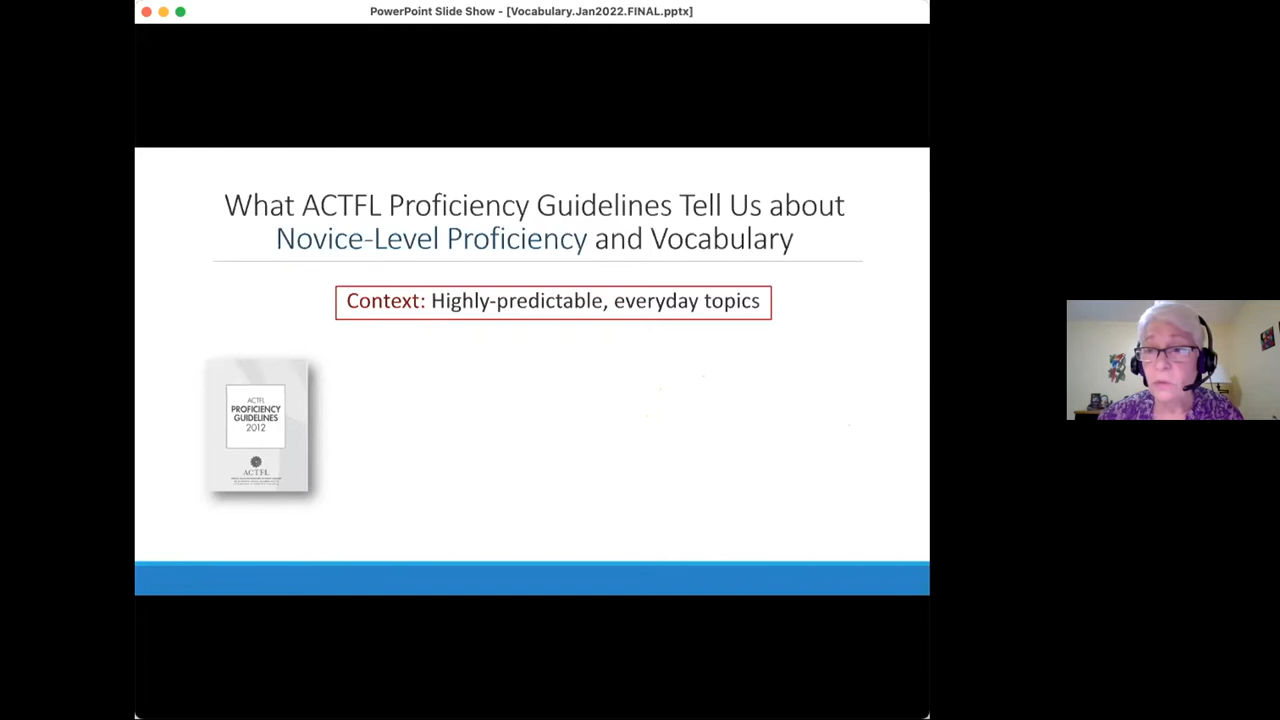 PowerPoint Slide Show - [Vocabulary.Jan2022.FINAL.pptx]
What ACTFL Proficiency Guidelines Tell Us about
Novice-Level Proficiency and Vocabulary
Context: Highly-predictable, everyday topics
ACTFL
PROFICIENCY
GUIDELINES
2012
ACTFL